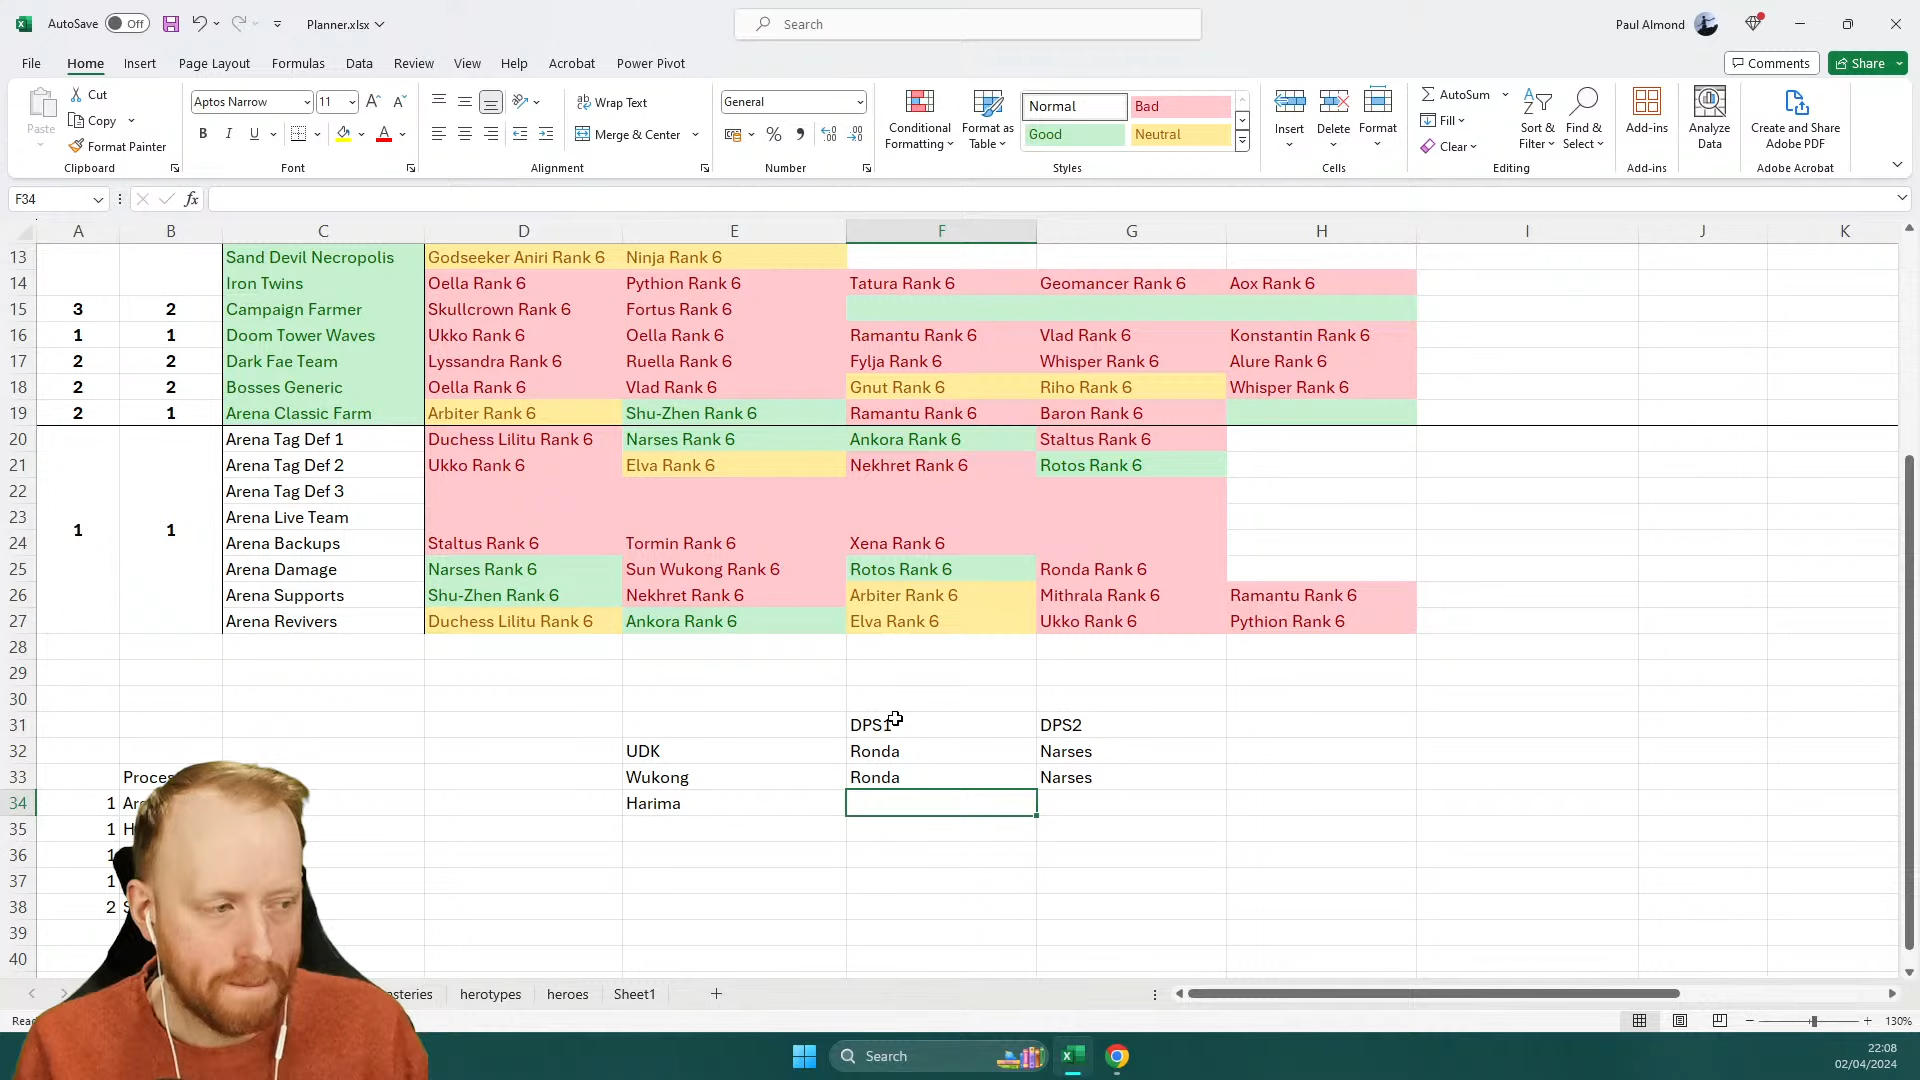 AutoSave Off Planner.xlsx Search Paul Almond
File Home Insert Page Layout Formulas Data Review View Help Acrobat Power Pivot Comments Share
Paste Cut Copy Format Painter Clipboard
Aptos Narrow 11 B I U A Font
Wrap Text Merge & Center Alignment
General % Number
Conditional Formatting Format as Table Normal Bad Good Neutral Styles
Insert Delete Format Cells
AutoSum Fill Clear Sort & Filter Find & Select Editing
Add-ins Add-ins
Analyze Data
Create and Share Adobe PDF Adobe Acrobat
F34 fx
A B C D E F G H I J K
13 Sand Devil Necropolis Godseeker Aniri Rank 6 Ninja Rank 6
14 Iron Twins Oella Rank 6 Pythion Rank 6 Tatura Rank 6 Geomancer Rank 6 Aox Rank 6
15 3 2 Campaign Farmer Skullcrown Rank 6 Fortus Rank 6
16 1 1 Doom Tower Waves Ukko Rank 6 Oella Rank 6 Ramantu Rank 6 Vlad Rank 6 Konstantin Rank 6
17 2 2 Dark Fae Team Lyssandra Rank 6 Ruella Rank 6 Fylja Rank 6 Whisper Rank 6 Alure Rank 6
18 2 2 Bosses Generic Oella Rank 6 Vlad Rank 6 Gnut Rank 6 Riho Rank 6 Whisper Rank 6
19 2 1 Arena Classic Farm Arbiter Rank 6 Shu-Zhen Rank 6 Ramantu Rank 6 Baron Rank 6
20 Arena Tag Def 1 Duchess Lilitu Rank 6 Narses Rank 6 Ankora Rank 6 Staltus Rank 6
21 Arena Tag Def 2 Ukko Rank 6 Elva Rank 6 Nekhret Rank 6 Rotos Rank 6
22 Arena Tag Def 3
23 Arena Live Team
1 1
24 Arena Backups Staltus Rank 6 Tormin Rank 6 Xena Rank 6
25 Arena Damage Narses Rank 6 Sun Wukong Rank 6 Rotos Rank 6 Ronda Rank 6
26 Arena Supports Shu-Zhen Rank 6 Nekhret Rank 6 Arbiter Rank 6 Mithrala Rank 6 Ramantu Rank 6
27 Arena Revivers Duchess Lilitu Rank 6 Ankora Rank 6 Elva Rank 6 Ukko Rank 6 Pythion Rank 6
28
29
30
31 DPS1 DPS2
32 UDK Ronda Narses
33 Wukong Ronda Narses
34 1 Harima
35 1
36 1
37 1
38 2
39
40
herotypes heroes Sheet1
130%
Search
22:08
02/04/2024